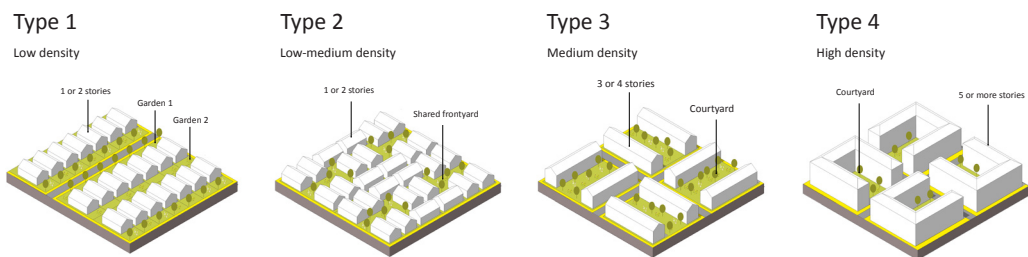 Type 1
Low density
1 or 2 stories
Garden 1
Garden 2
Type 2
Low-medium density
1 or 2 stories
Shared frontyard
Type 3
Medium density
3 or 4 stories
Courtyard
Type 4
High density
Courtyard
5 or more stories